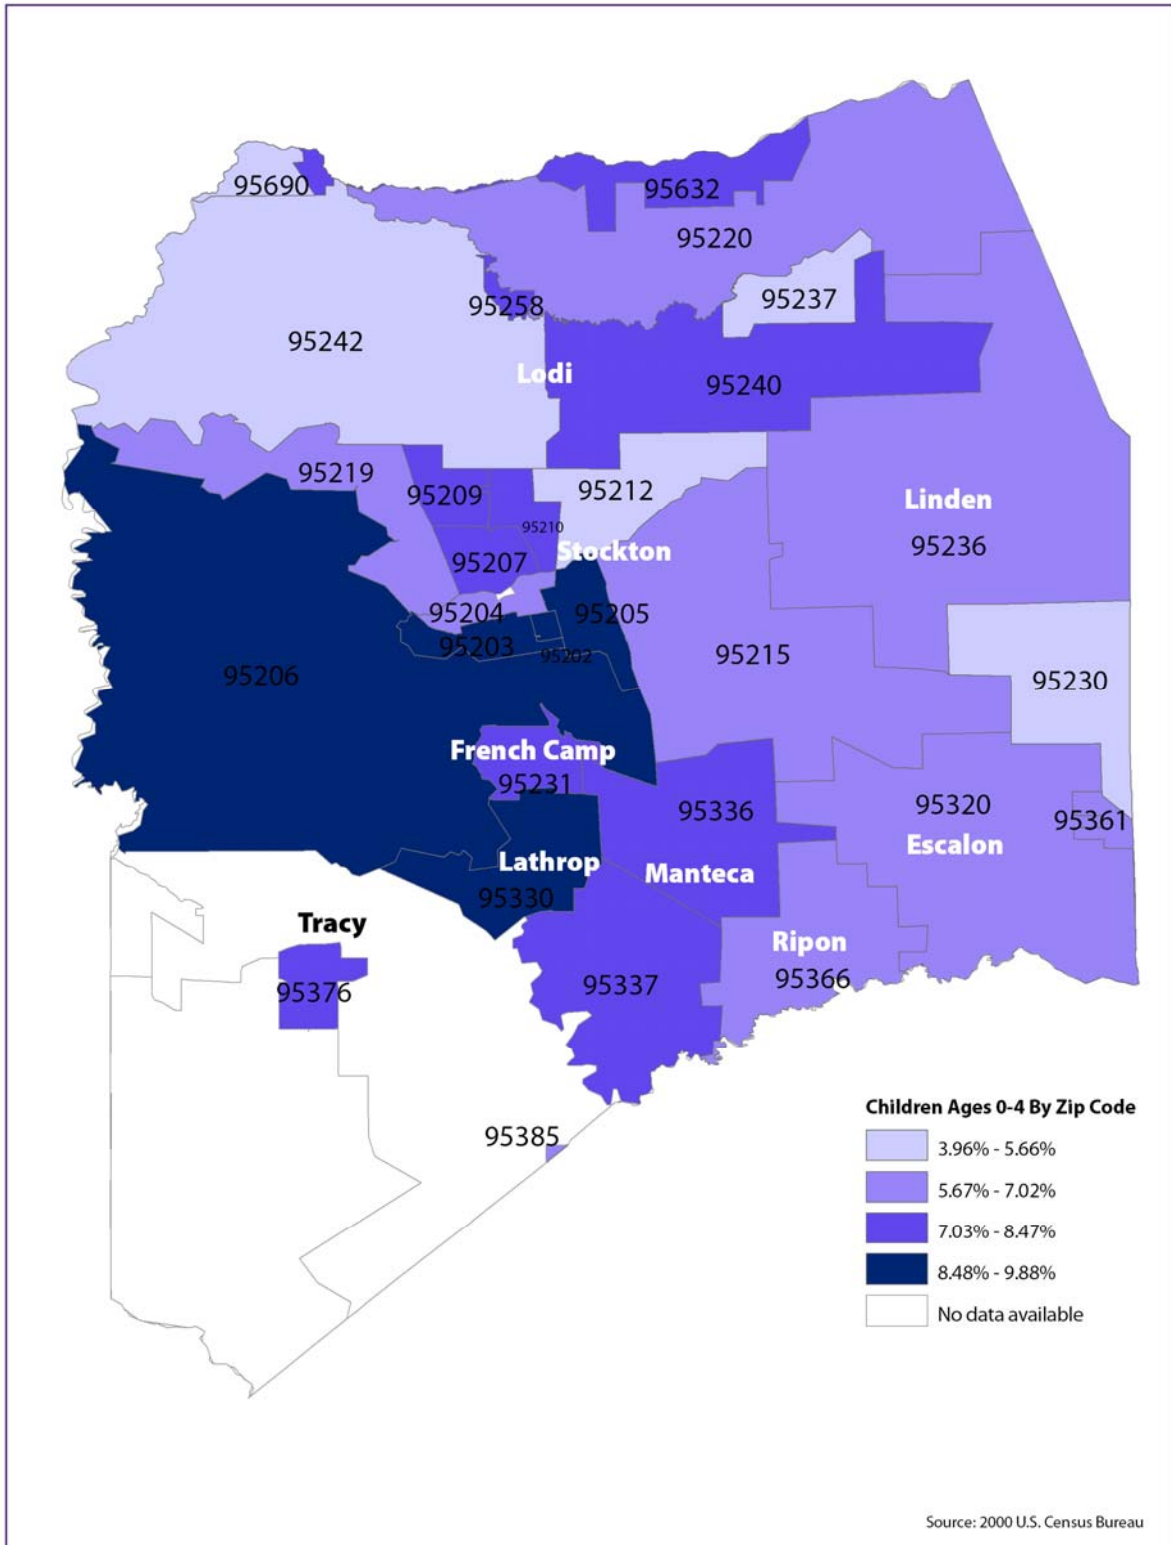 95690
95632
95220
95237
95258
95242
Lodi
95240
95219
95209
95212
Linden
95210
95236
Stockton
95207
95204
95205
95203
95202
95215
95206
95230
French Camp
95231
95336
95320
95361
Escalon
Lathrop
Manteca
95330
Tracy
Ripon
95366
95376
95337
95385
Children Ages 0-4 By Zip Code
3.96% - 5.66%
5.67% - 7.02%
7.03% - 8.47%
8.48% - 9.88%
No data available
Source: 2000 U.S. Census Bureau